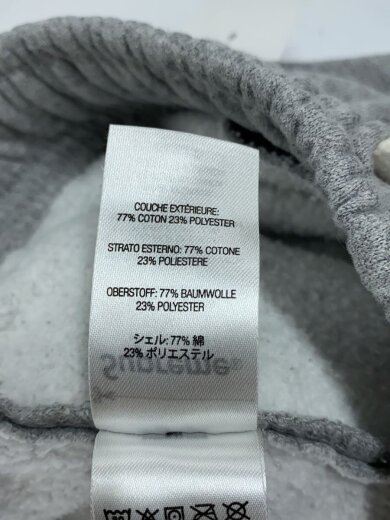 COUCHE EXTÉRIEURE:
77% COTON 23% POLYESTER
STRATO ESTERNO: 77% COTONE
23% POLIESTERE
OBERSTOFF: 77% BAUMWOLLE
23% POLYESTER
シェル: 77% 綿
23% ポリエステル
Supreme®